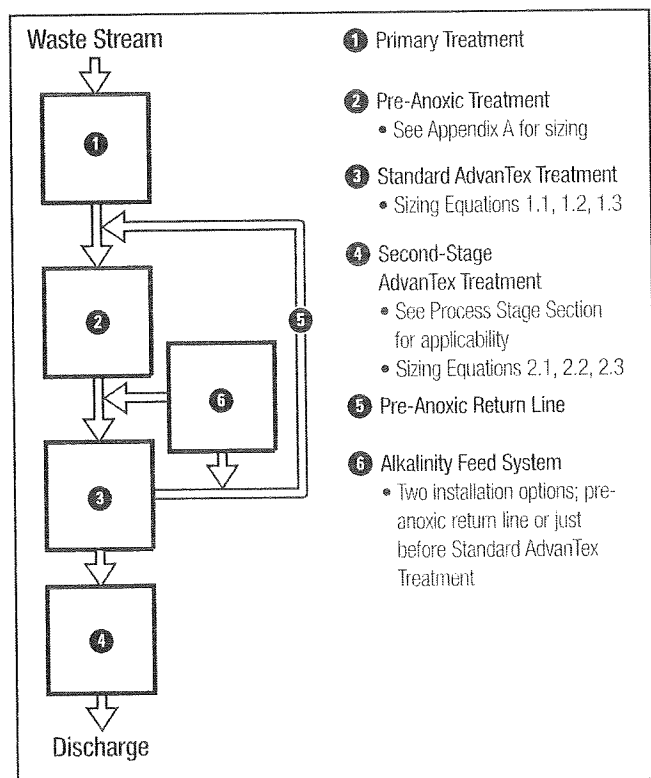 Waste Stream
1
2
3
4
5
6
Discharge
1 Primary Treatment
2 Pre-Anoxic Treatment
• See Appendix A for sizing
3 Standard AdvanTex Treatment
• Sizing Equations 1.1, 1.2, 1.3
4 Second-Stage
AdvanTex Treatment
• See Process Stage Section
for applicability
• Sizing Equations 2.1, 2.2, 2.3
5 Pre-Anoxic Return Line
6 Alkalinity Feed System
• Two installation options; pre-
anoxic return line or just
before Standard AdvanTex
Treatment